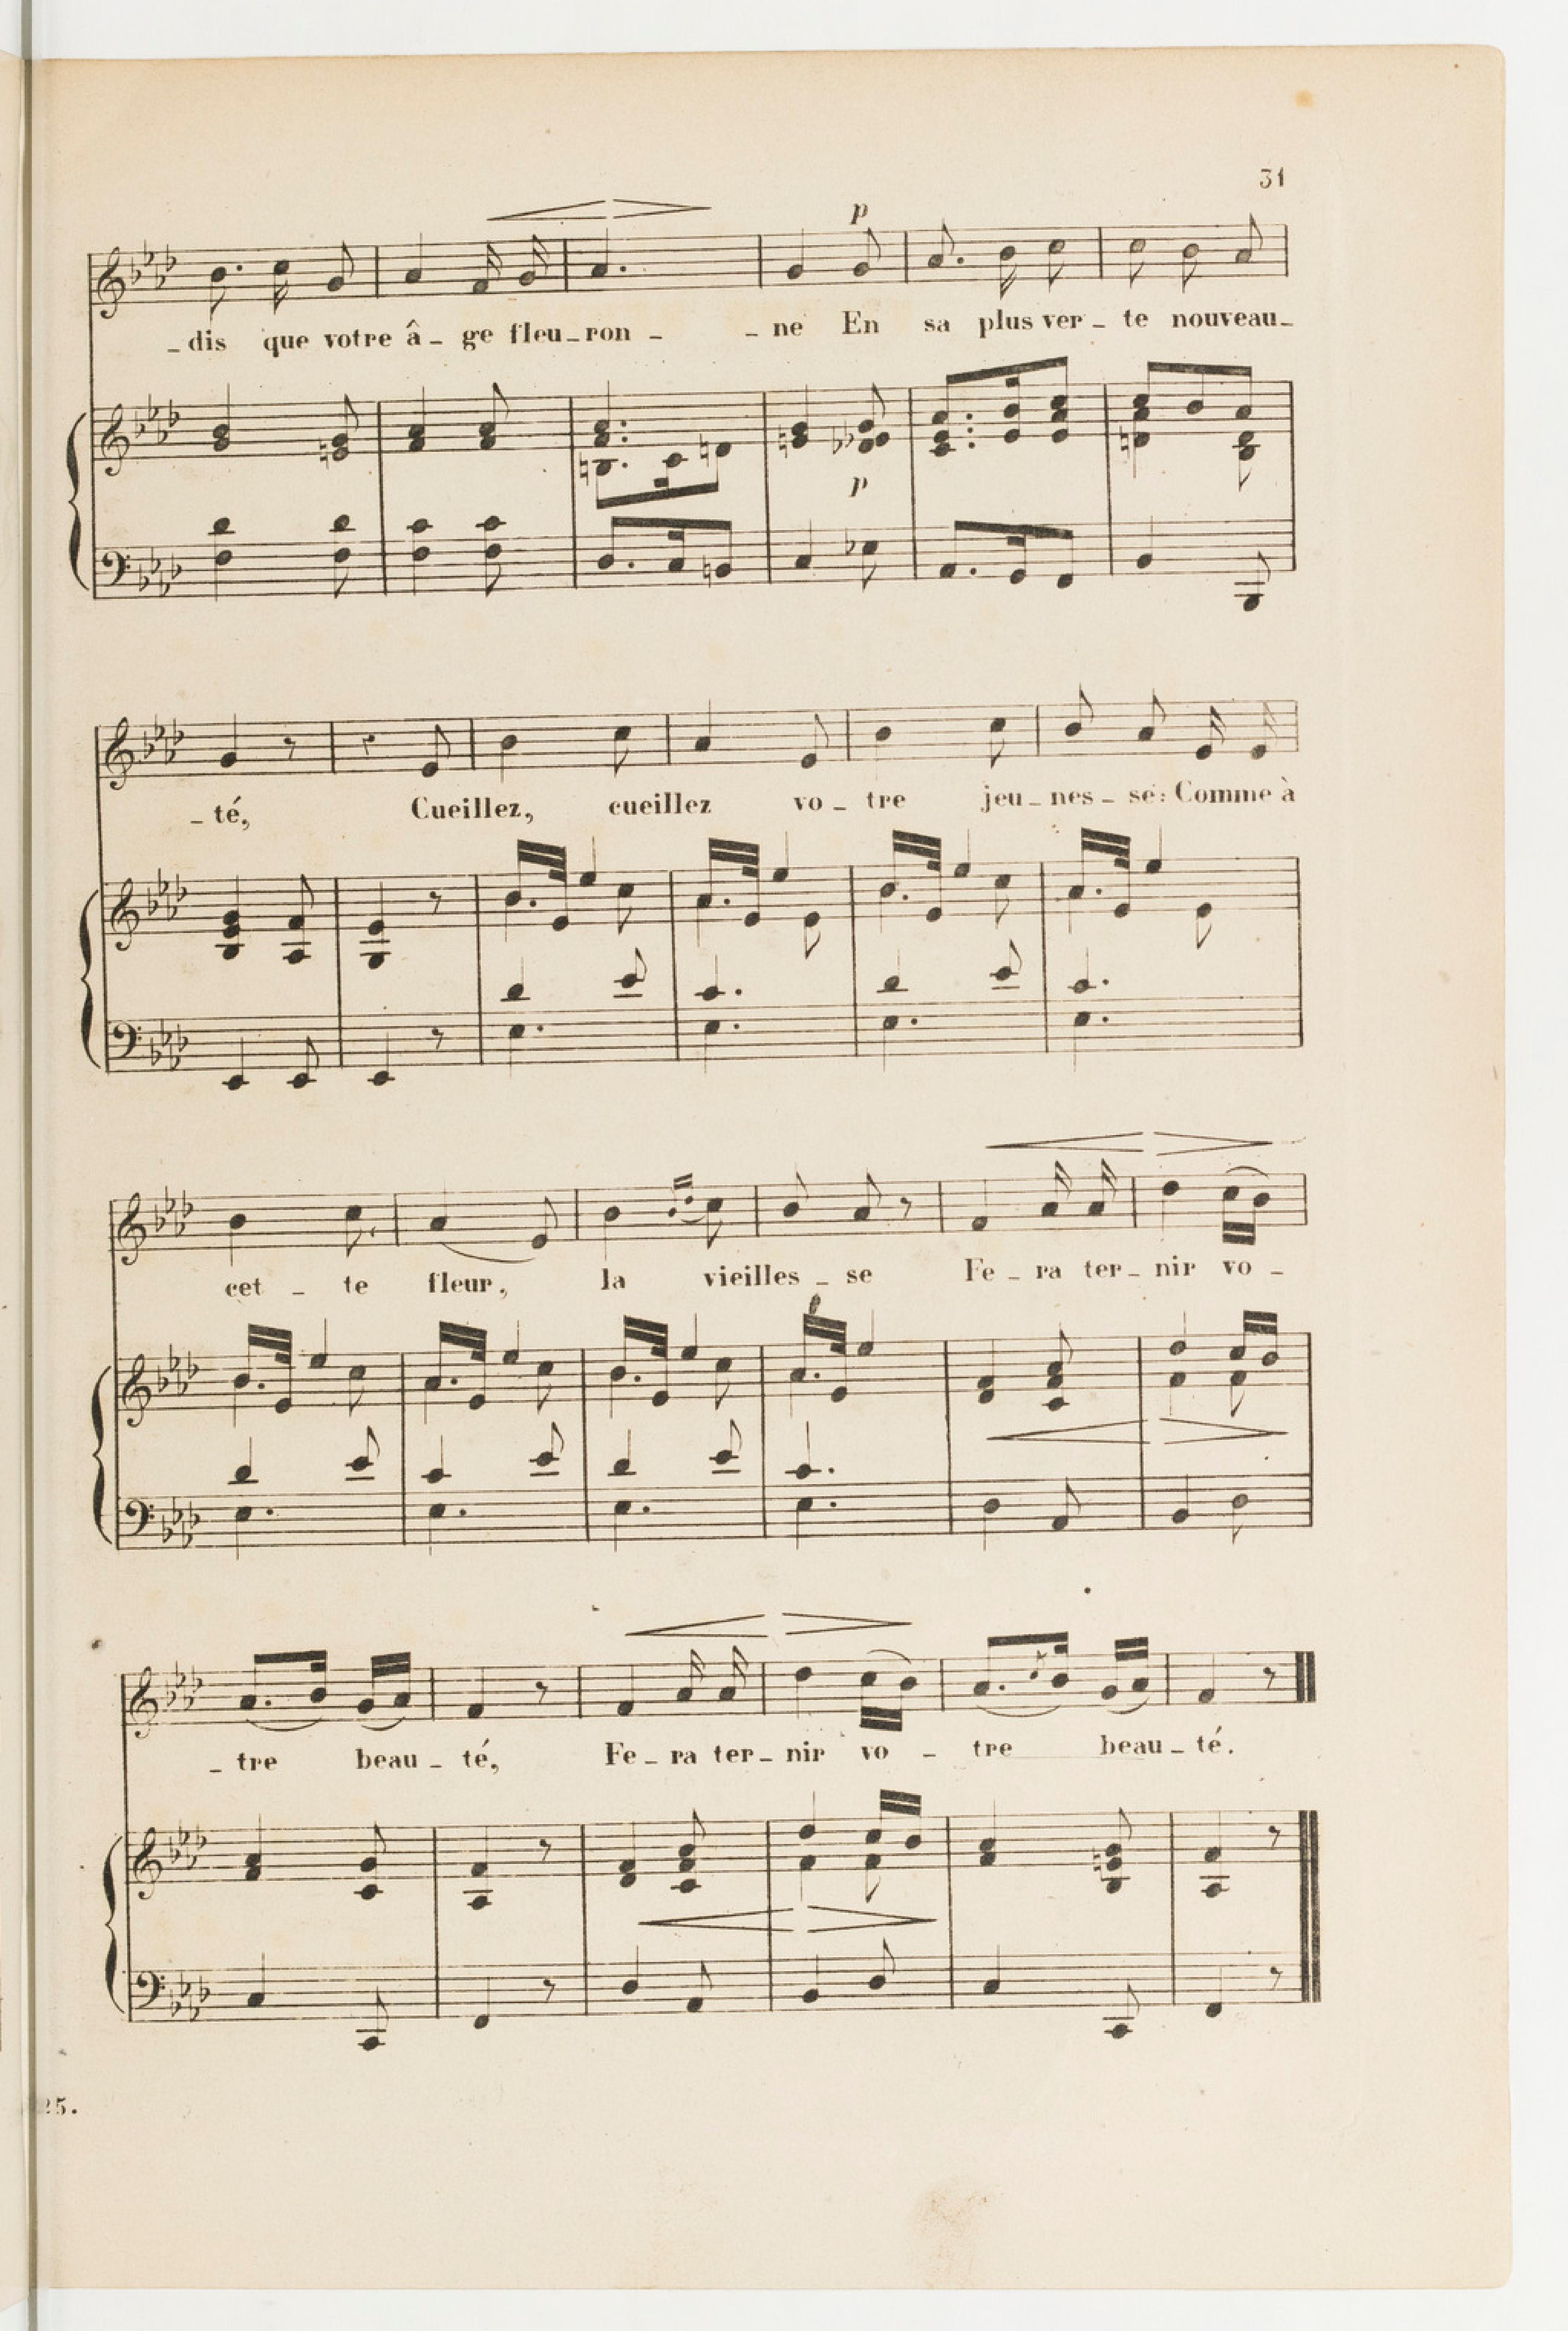 31
p
_dis que votre â_ge fleu_ron_ _ne En sa plus ver_te nouveau_
p
_té, Cueillez, cueillez vo_tre jeu_nes_se: Comme à
cet_te fleur, la vieilles_se Fe_ra ter_nir vo_
_tre beau_té, Fe_ra ter_nir vo_tre beau_té.
25.